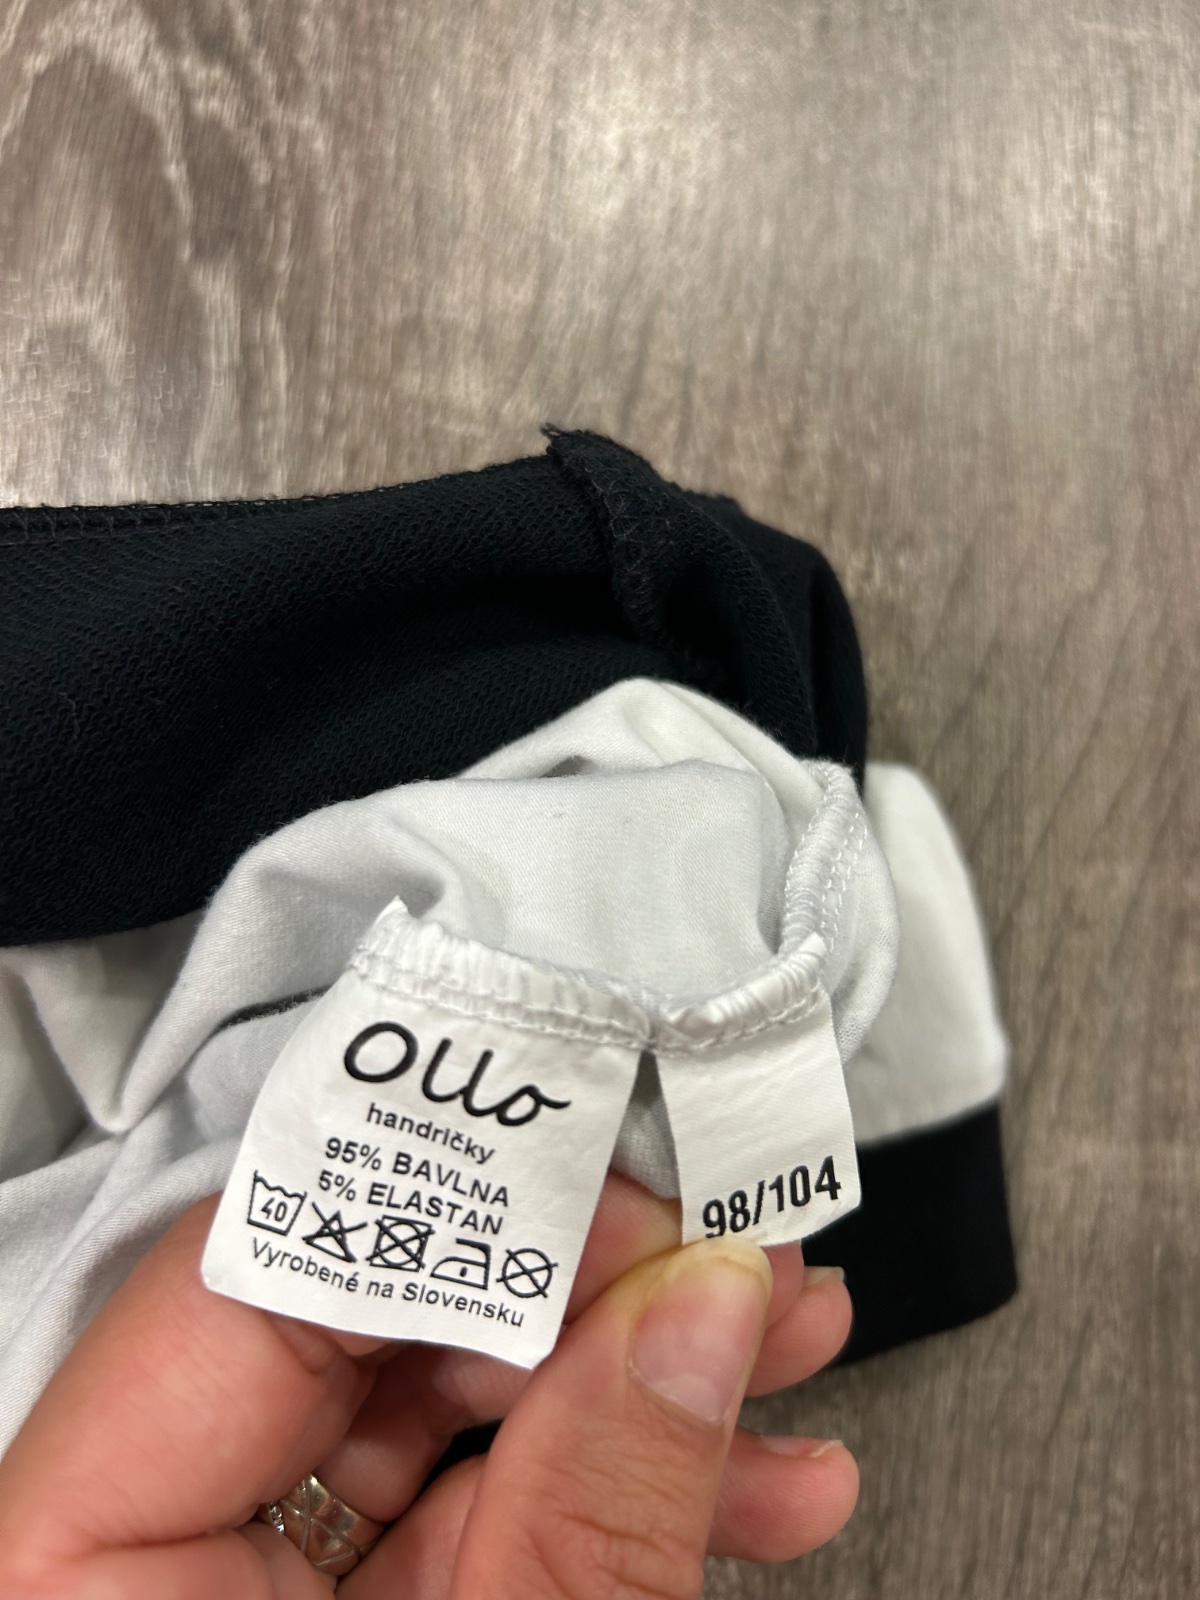 Ollo
handričky
95% BAVLNA
5% ELASTAN
40
Vyrobené na Slovensku
98/104